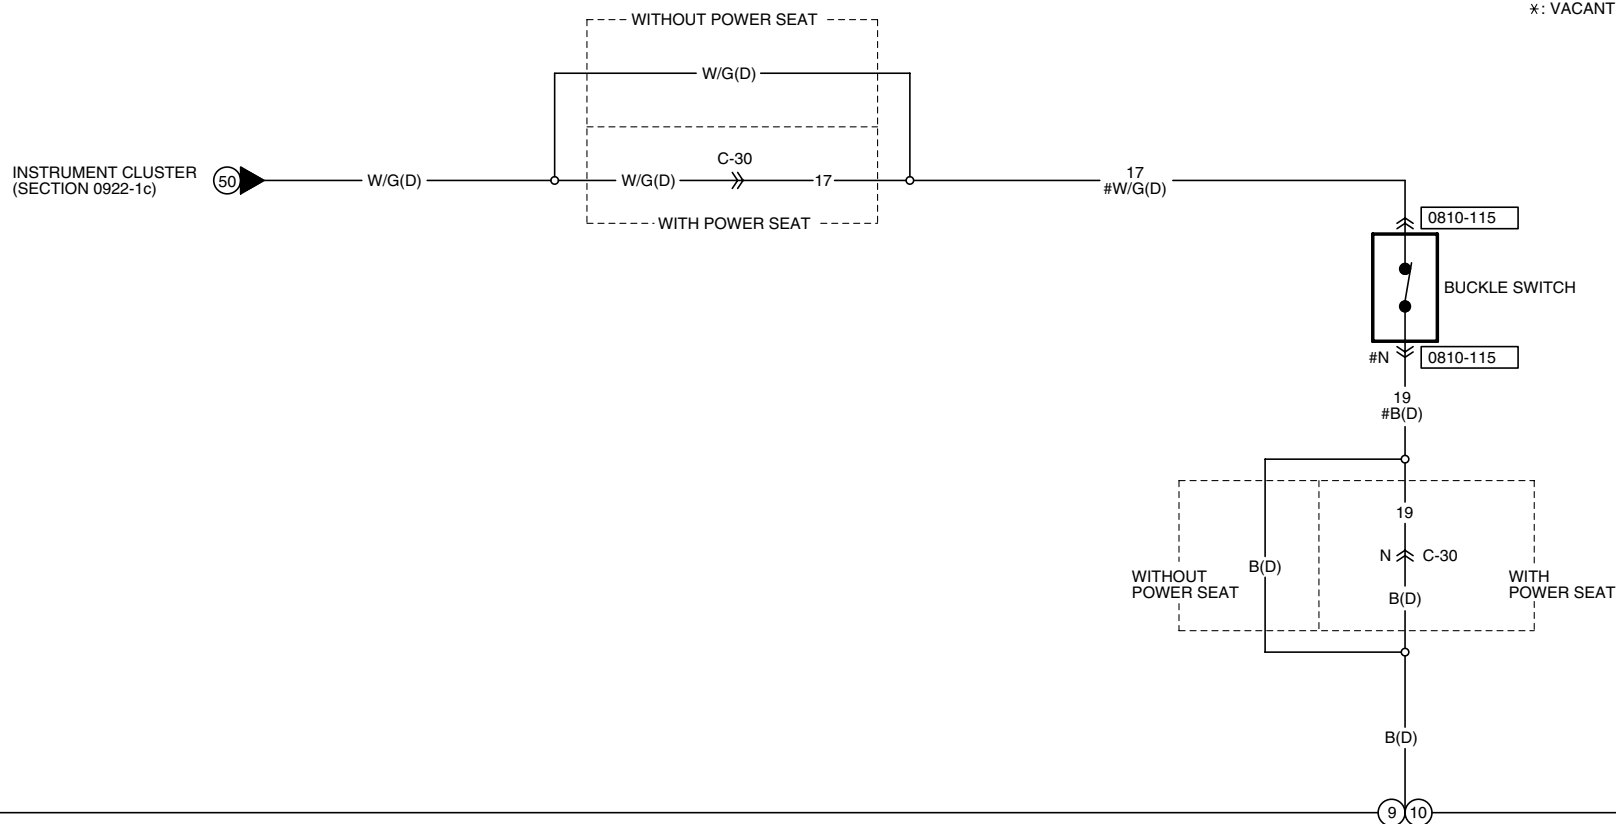 ✳: VACANT
WITHOUT POWER SEAT
W/G(D)
INSTRUMENT CLUSTER
(SECTION 0922-1c)
50
W/G(D)
W/G(D)
C-30
17
WITH POWER SEAT
17
#W/G(D)
0810-115
BUCKLE SWITCH
#N
0810-115
19
#B(D)
19
N
C-30
WITHOUT
POWER SEAT
B(D)
B(D)
WITH
POWER SEAT
B(D)
9
10